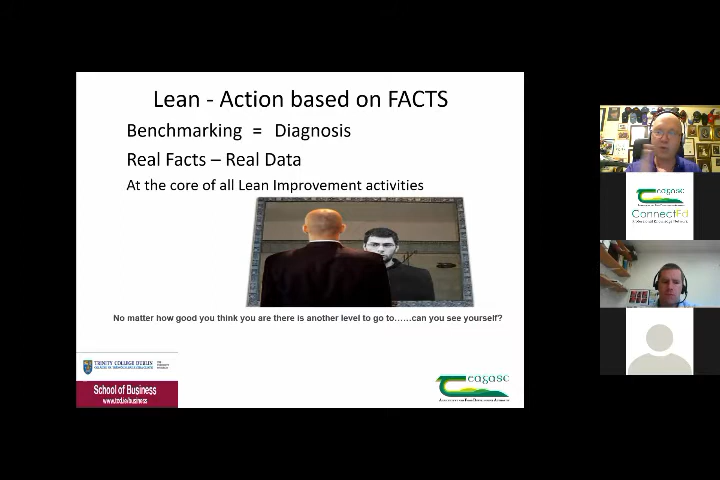 Lean - Action based on FACTS
Benchmarking = Diagnosis
Real Facts – Real Data
At the core of all Lean Improvement activities
No matter how good you think you are there is another level to go to……can you see yourself?
TRINITY COLLEGE DUBLIN
School of Business
www.tcd.ie/business
teagasc
teagasc
ConnectEd